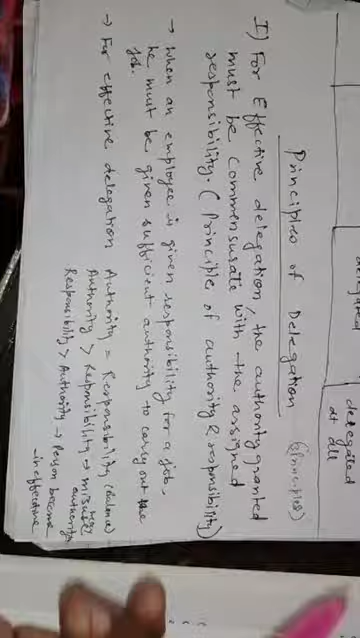 delegated
delegated
at all
Principles of Delegation (Principles)
I) For Effective delegation, the authority granted
must be commensurate with the assigned
responsibility. (Principle of authority & responsibility)
→ When an employee is given responsibility for a job,
he must be given sufficient authority to carry out the
job.
→ For effective delegation Authority = Responsibility (Balance)
Authority > Responsibility → misuse
authority
Responsibility > Authority → Person become
ineffective